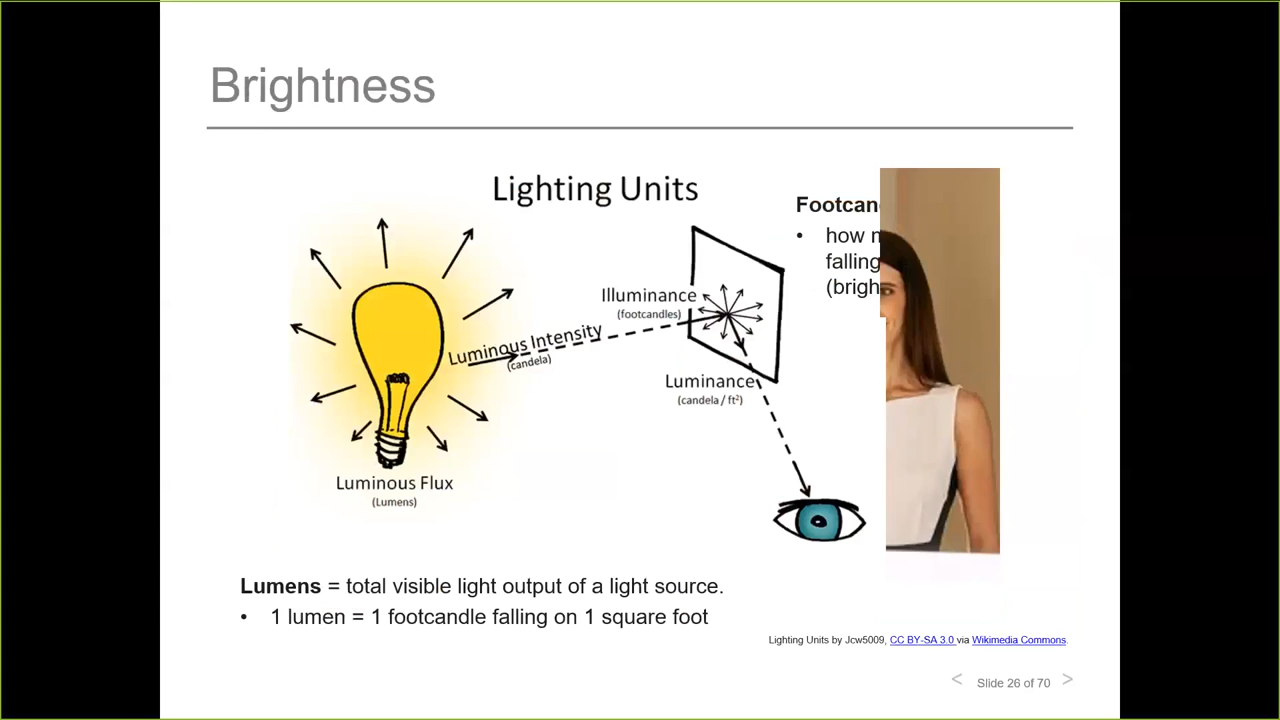 Brightness
Lighting Units
how
falling
Illuminance
(footcandles)
Luminous Intensity
(candela)
Luminance
(candela / ft²)
Luminous Flux
(Lumens)
Lumens = total visible light output of a light source.
• 1 lumen = 1 footcandle falling on 1 square foot
Lighting Units by Jcw5009, CC BY-SA 3.0 via Wikimedia Commons.
< Slide 26 of 70 >